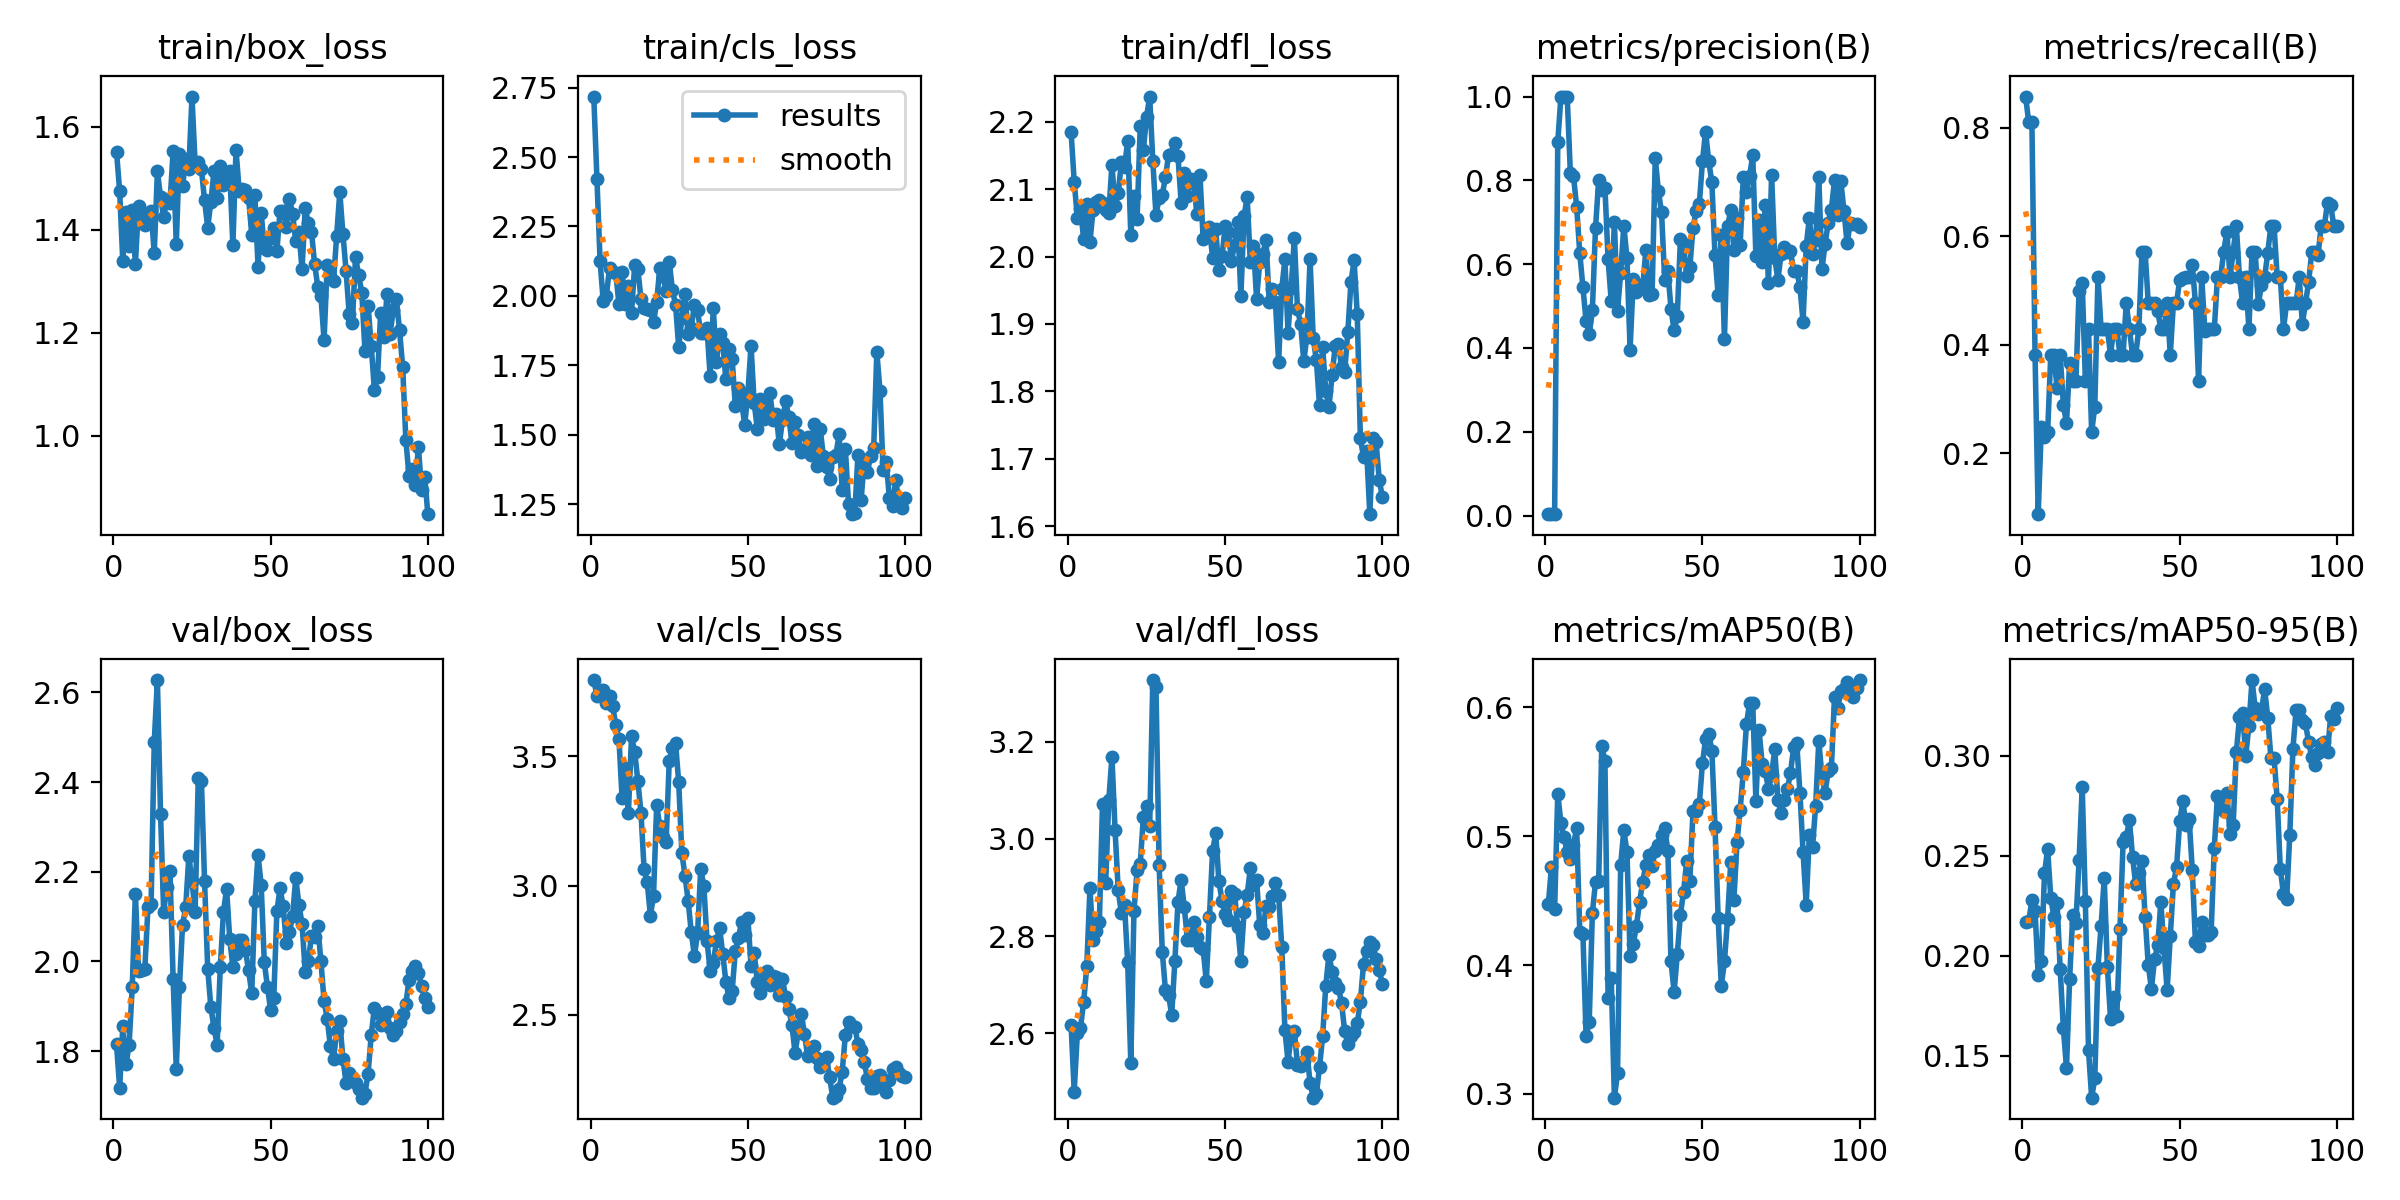 train/box_loss
1.6
1.4
1.2
1.0
0 50 100
train/cls_loss
results
smooth
2.75
2.50
2.25
2.00
1.75
1.50
1.25
0 50 100
train/dfl_loss
2.2
2.1
2.0
1.9
1.8
1.7
1.6
0 50 100
metrics/precision(B)
1.0
0.8
0.6
0.4
0.2
0.0
0 50 100
metrics/recall(B)
0.8
0.6
0.4
0.2
0 50 100
val/box_loss
2.6
2.4
2.2
2.0
1.8
0 50 100
val/cls_loss
3.5
3.0
2.5
0 50 100
val/dfl_loss
3.2
3.0
2.8
2.6
0 50 100
metrics/mAP50(B)
0.6
0.5
0.4
0.3
0 50 100
metrics/mAP50-95(B)
0.30
0.25
0.20
0.15
0 50 100